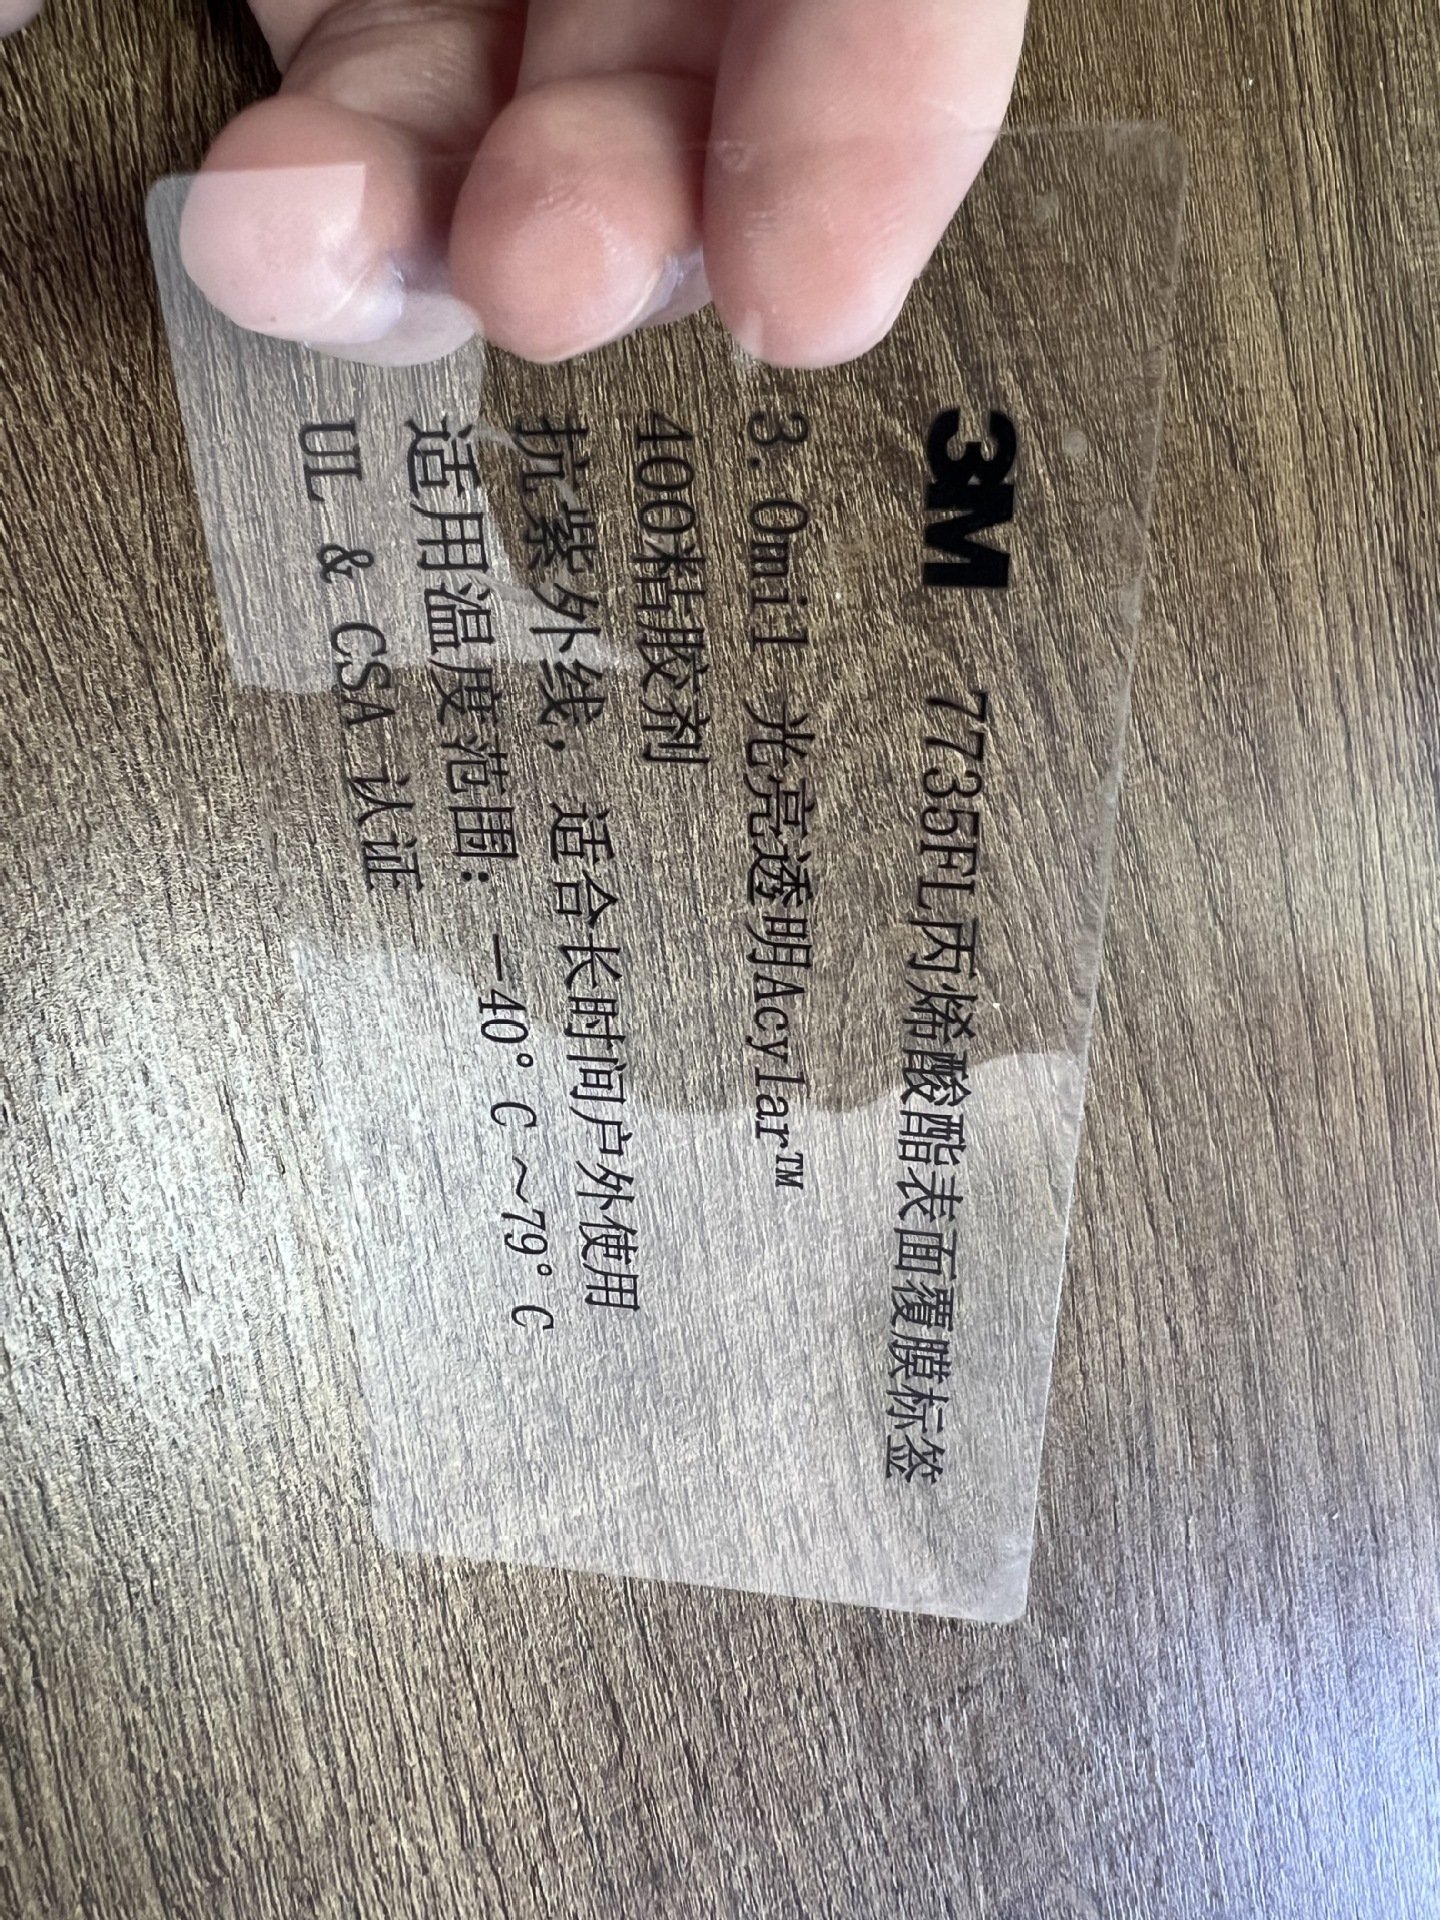 3M 7735FL丙烯酸酯表面覆膜标签
3.0mil 光亮透明Acylar™
400粘胶剂
抗紫外线，适合长时间户外使用
适用温度范围：—40°C～79°C
UL & CSA 认证